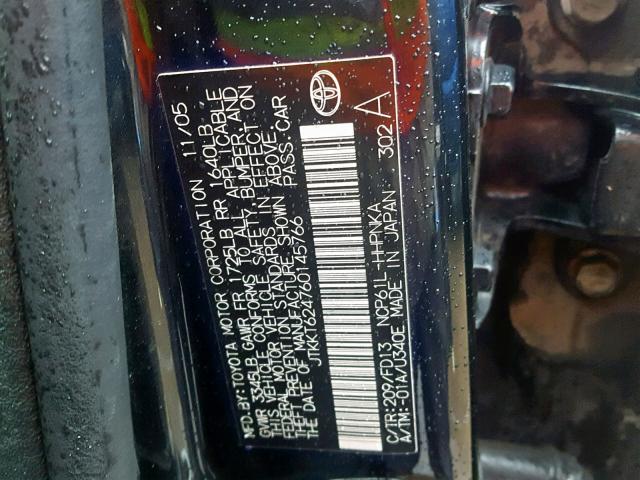 MFD BY: TOYOTA MOTOR CORPORATION 11/05
GVWR 3345LB GAWR FR 1725LB RR 1640LB
THIS VEHICLE CONFORMS TO ALL APPLICABLE
FEDERAL MOTOR VEHICLE SAFETY, BUMPER, AND
THEFT PREVENTION STANDARDS IN EFFECT ON
THE DATE OF MANUFACTURE SHOWN ABOVE.
JTKKT624760145766 PASS.CAR
C/TR:209/FD13 NCP61L-HHPNKA 3Q2
A/TM:-01A/U340E MADE IN JAPAN A